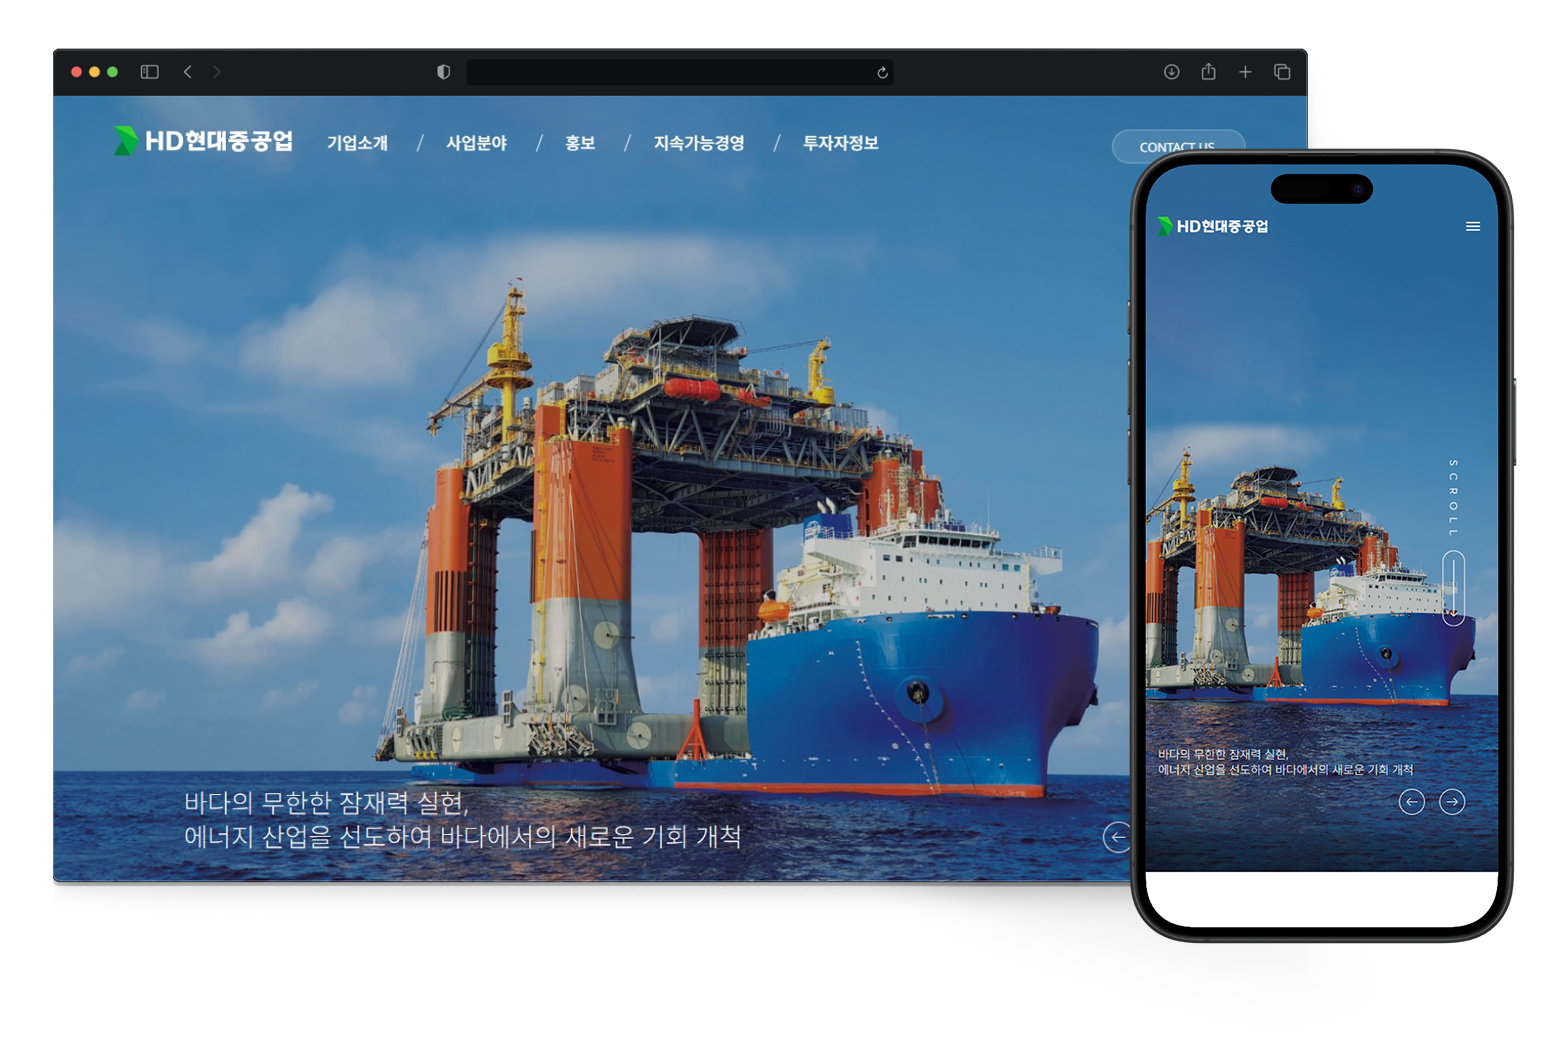 HD현대중공업
기업소개 / 사업분야 / 홍보 / 지속가능경영 / 투자자정보
CONTACT US
바다의 무한한 잠재력 실현,
에너지 산업을 선도하여 바다에서의 새로운 기회 개척
HD현대중공업
SCROLL
바다의 무한한 잠재력 실현,
에너지 산업을 선도하여 바다에서의 새로운 기회 개척